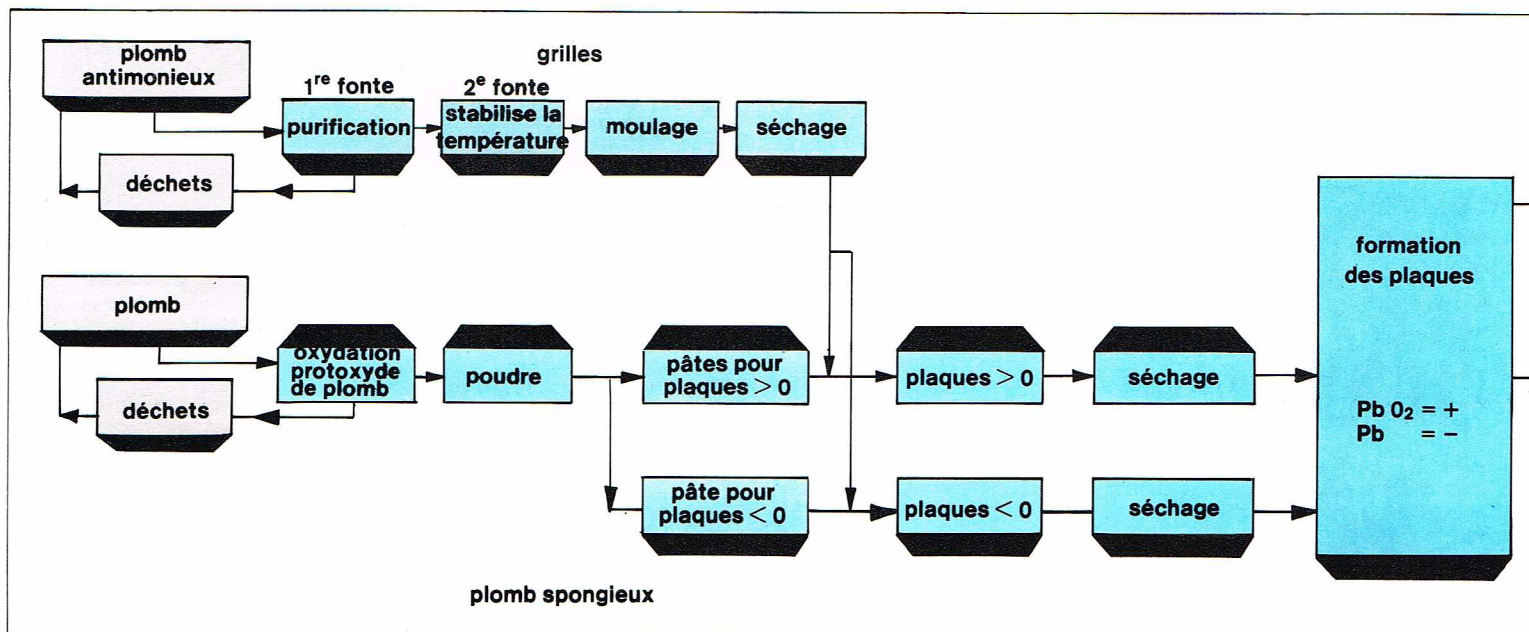 plomb
antimonieux
grilles
1re fonte
purification
2e fonte
stabilise la
température
moulage
séchage
déchets
plomb
oxydation
protoxyde
de plomb
poudre
pâtes pour
plaques > 0
plaques > 0
séchage
déchets
pâte pour
plaques < 0
plaques < 0
séchage
formation
des plaques
Pb O₂ = +
Pb = −
plomb spongieux